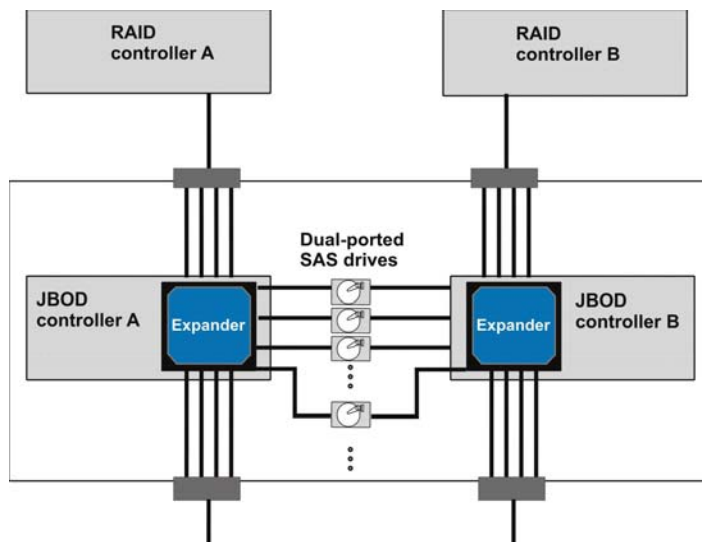 RAID
controller A
RAID
controller B
Dual-ported
SAS drives
JBOD
controller A
Expander
Expander
JBOD
controller B